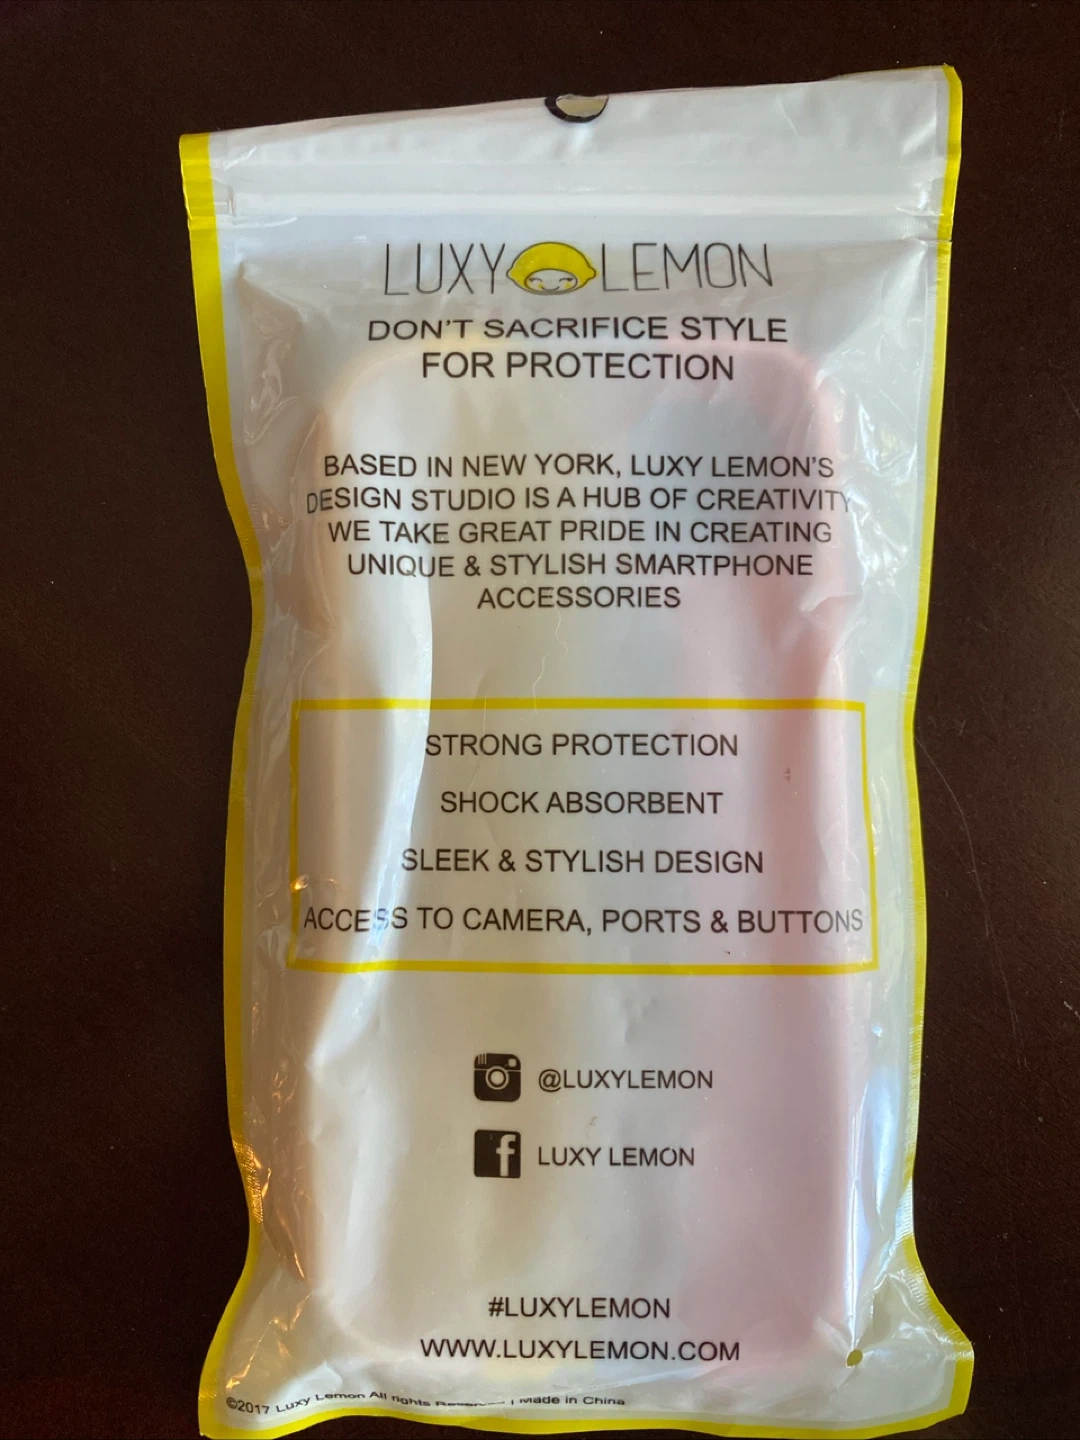 LUXY LEMON
DON'T SACRIFICE STYLE
FOR PROTECTION
BASED IN NEW YORK, LUXY LEMON'S
DESIGN STUDIO IS A HUB OF CREATIVITY
WE TAKE GREAT PRIDE IN CREATING
UNIQUE & STYLISH SMARTPHONE
ACCESSORIES
STRONG PROTECTION
SHOCK ABSORBENT
SLEEK & STYLISH DESIGN
ACCESS TO CAMERA, PORTS & BUTTONS
@LUXYLEMON
f LUXY LEMON
#LUXYLEMON
WWW.LUXYLEMON.COM
©2017 Luxy Lemon All rights Reserved | Made in China